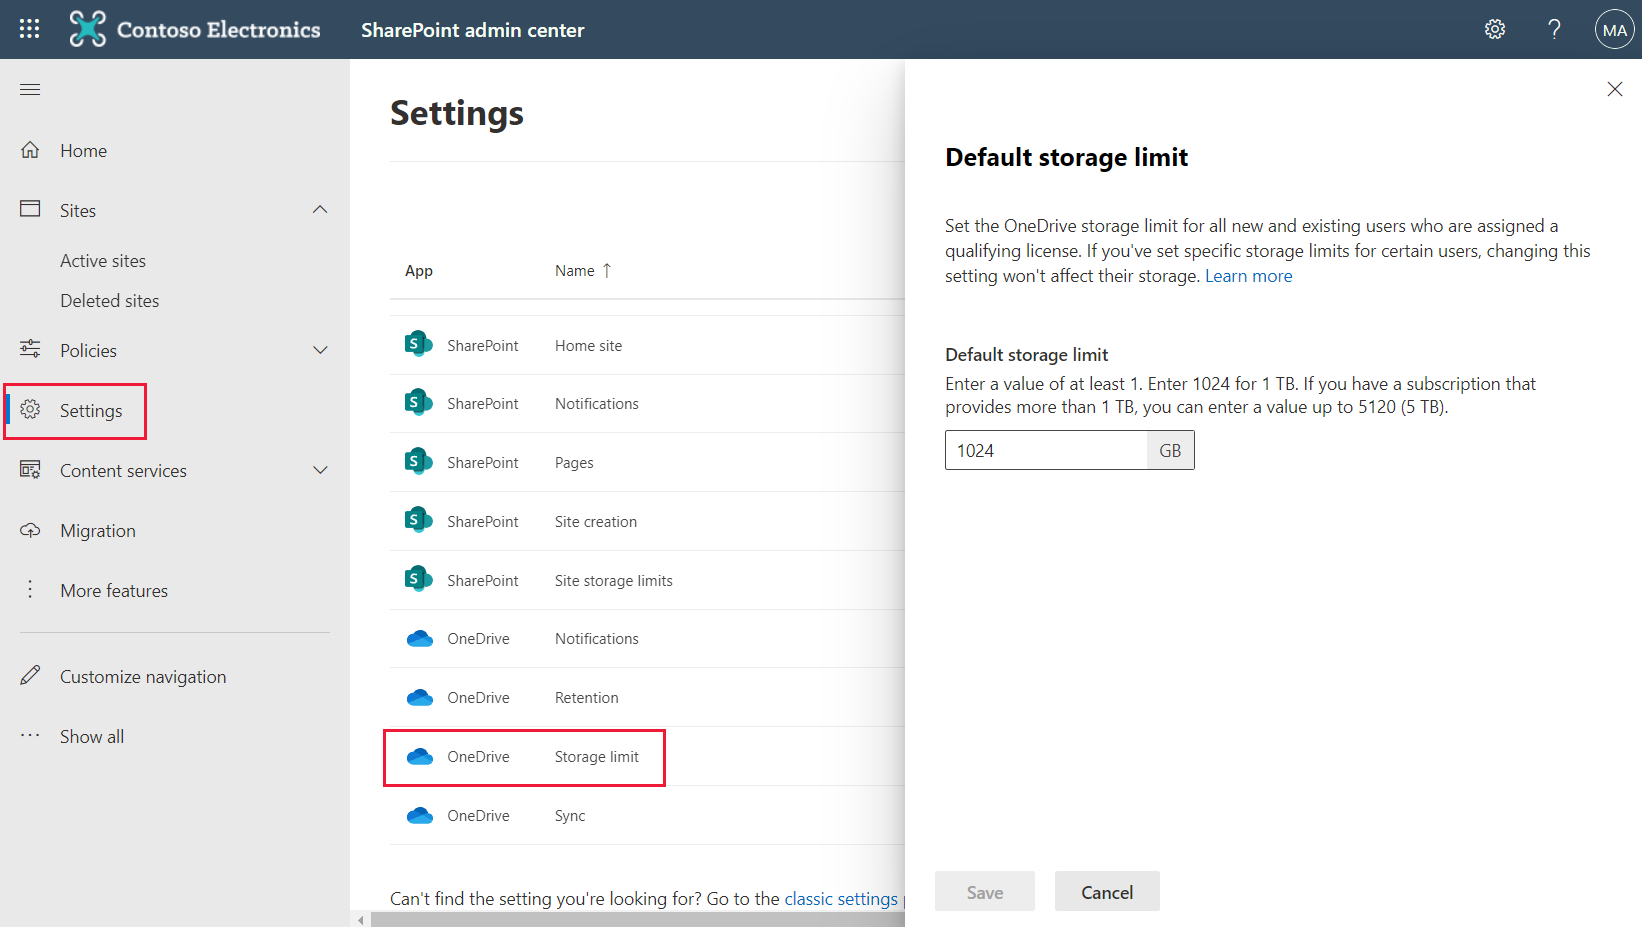 Contoso Electronics
SharePoint admin center
MA
Home
Sites
Active sites
Deleted sites
Policies
Settings
Content services
Migration
More features
Customize navigation
Show all
Settings
App Name ↑
SharePoint Home site
SharePoint Notifications
SharePoint Pages
SharePoint Site creation
SharePoint Site storage limits
OneDrive Notifications
OneDrive Retention
OneDrive Storage limit
OneDrive Sync
Can't find the setting you're looking for? Go to the classic settings
Default storage limit
Set the OneDrive storage limit for all new and existing users who are assigned a
qualifying license. If you've set specific storage limits for certain users, changing this
setting won't affect their storage. Learn more
Default storage limit
Enter a value of at least 1. Enter 1024 for 1 TB. If you have a subscription that
provides more than 1 TB, you can enter a value up to 5120 (5 TB).
1024 GB
Save Cancel